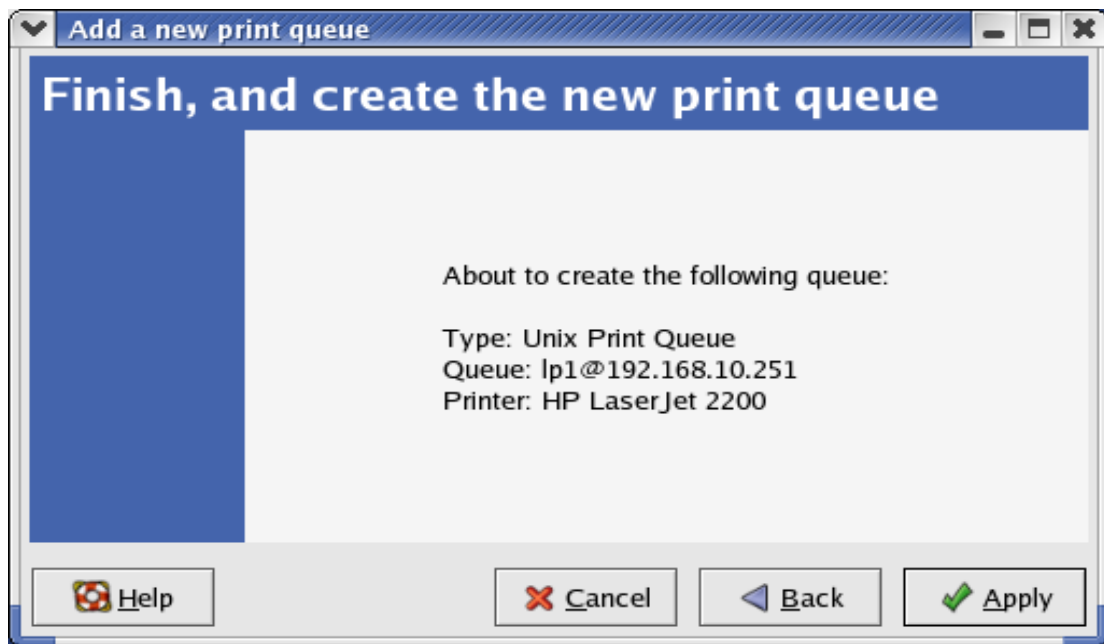 Add a new print queue
Finish, and create the new print queue
About to create the following queue:
Type: Unix Print Queue
Queue: lp1@192.168.10.251
Printer: HP LaserJet 2200
Help
Cancel
Back
Apply